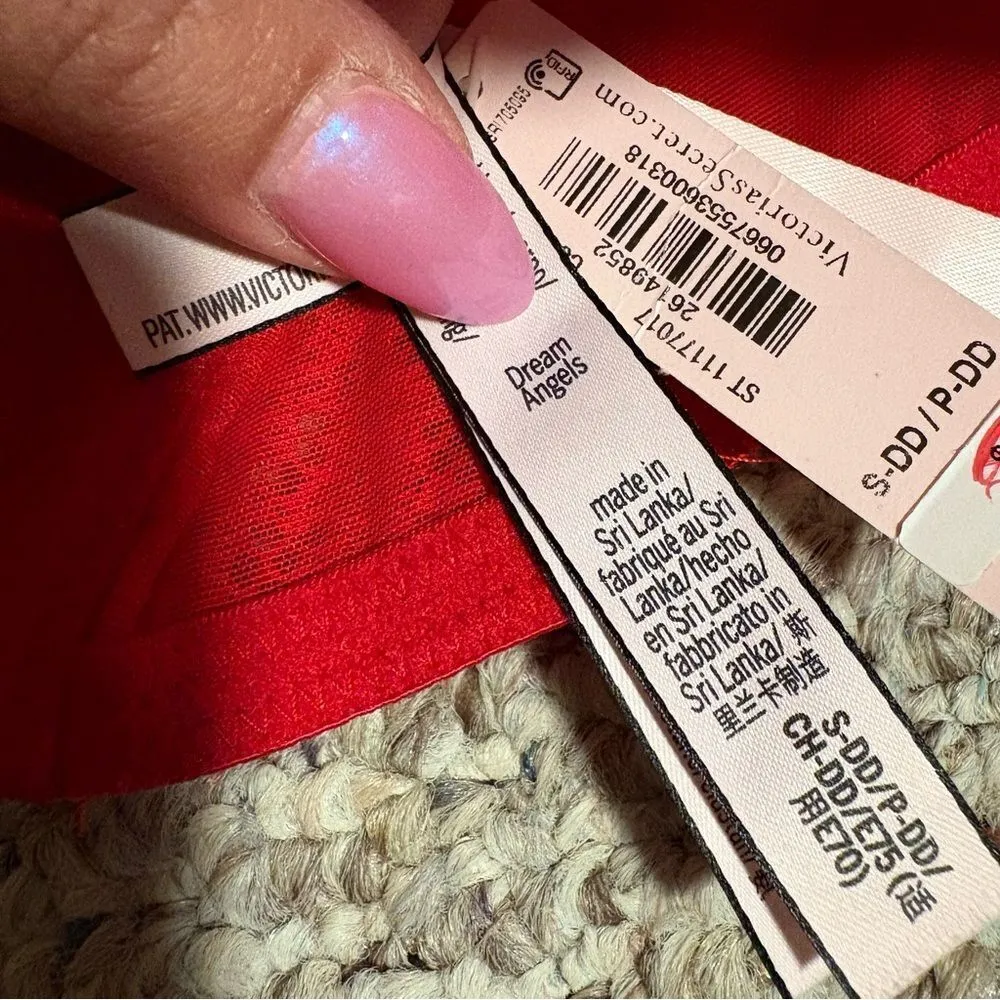 PAT.WWW.VICTORI
Dream
Angels
made in
Sri Lanka/
fabriqué au Sri
Lanka/hecho
en Sri Lanka/
fabbricato in
Sri Lanka/ 斯
里兰卡制造
S-DD/P-DD/
CH-DD/E75 (适
用E70)
RFID
VictoriasSecret.com
0667553600318
26149852
ST 11177017
S-DD / P-DD